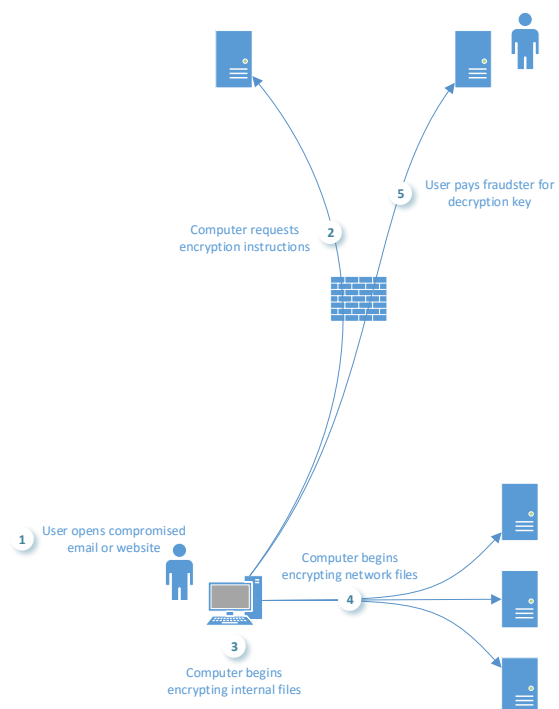 5
User pays fraudster for
decryption key
2
Computer requests
encryption instructions
1
User opens compromised
email or website
Computer begins
encrypting network files
4
3
Computer begins
encrypting internal files